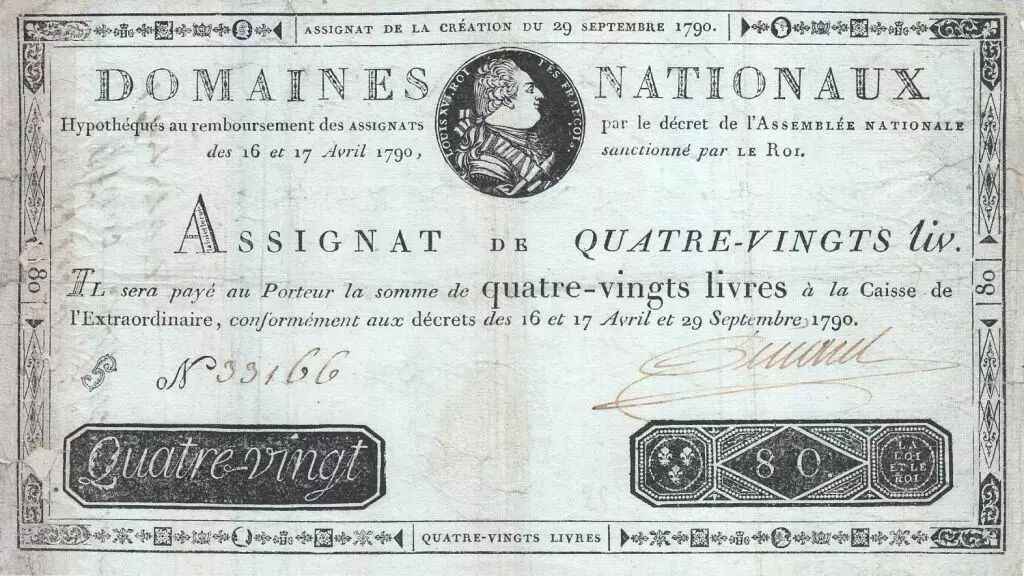 ASSIGNAT DE LA CRÉATION DU 29 SEPTEMBRE 1790.
DOMAINES NATIONAUX
LOUIS XVI ROI DES FRANÇOIS.
Hypothéqués au remboursement des ASSIGNATS par le décret de l'ASSEMBLÉE NATIONALE
des 16 et 17 Avril 1790, sanctionné par LE ROI.
ASSIGNAT DE QUATRE-VINGTS liv.
IL sera payé au Porteur la somme de quatre-vingts livres à la Caisse de
l'Extraordinaire, conformément aux décrets des 16 et 17 Avril et 29 Septembre 1790.
80
80
N 33166
Quatre-vingt
80
LA LOI ET LE ROI
QUATRE-VINGTS LIVRES